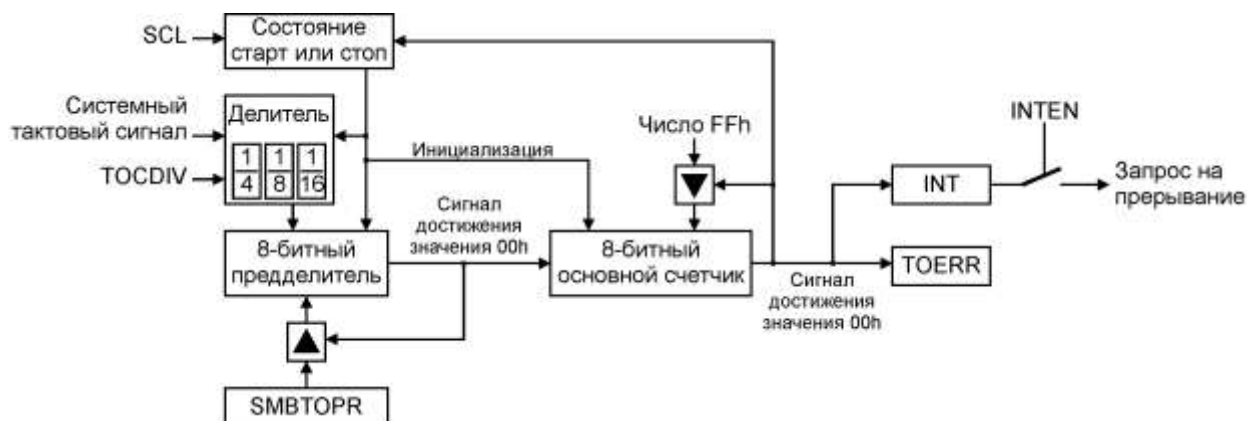 SCL
Состояние
старт или стоп
Системный
тактовый сигнал
TOCDIV
Делитель
1
4
1
8
1
16
Инициализация
Число FFh
INTEN
INT
Запрос на
прерывание
8-битный
предделитель
Сигнал
достижения
значения 00h
8-битный
основной счетчик
Сигнал
достижения
значения 00h
TOERR
SMBTOPR